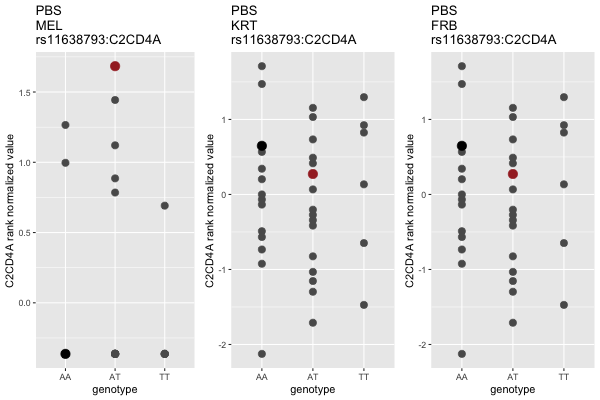 PBS
MEL
rs11638793:C2CD4A
C2CD4A rank normalized value
1.5
1.0
0.5
0.0
AA AT TT
genotype
PBS
KRT
rs11638793:C2CD4A
C2CD4A rank normalized value
1
0
-1
-2
AA AT TT
genotype
PBS
FRB
rs11638793:C2CD4A
C2CD4A rank normalized value
1
0
-1
-2
AA AT TT
genotype